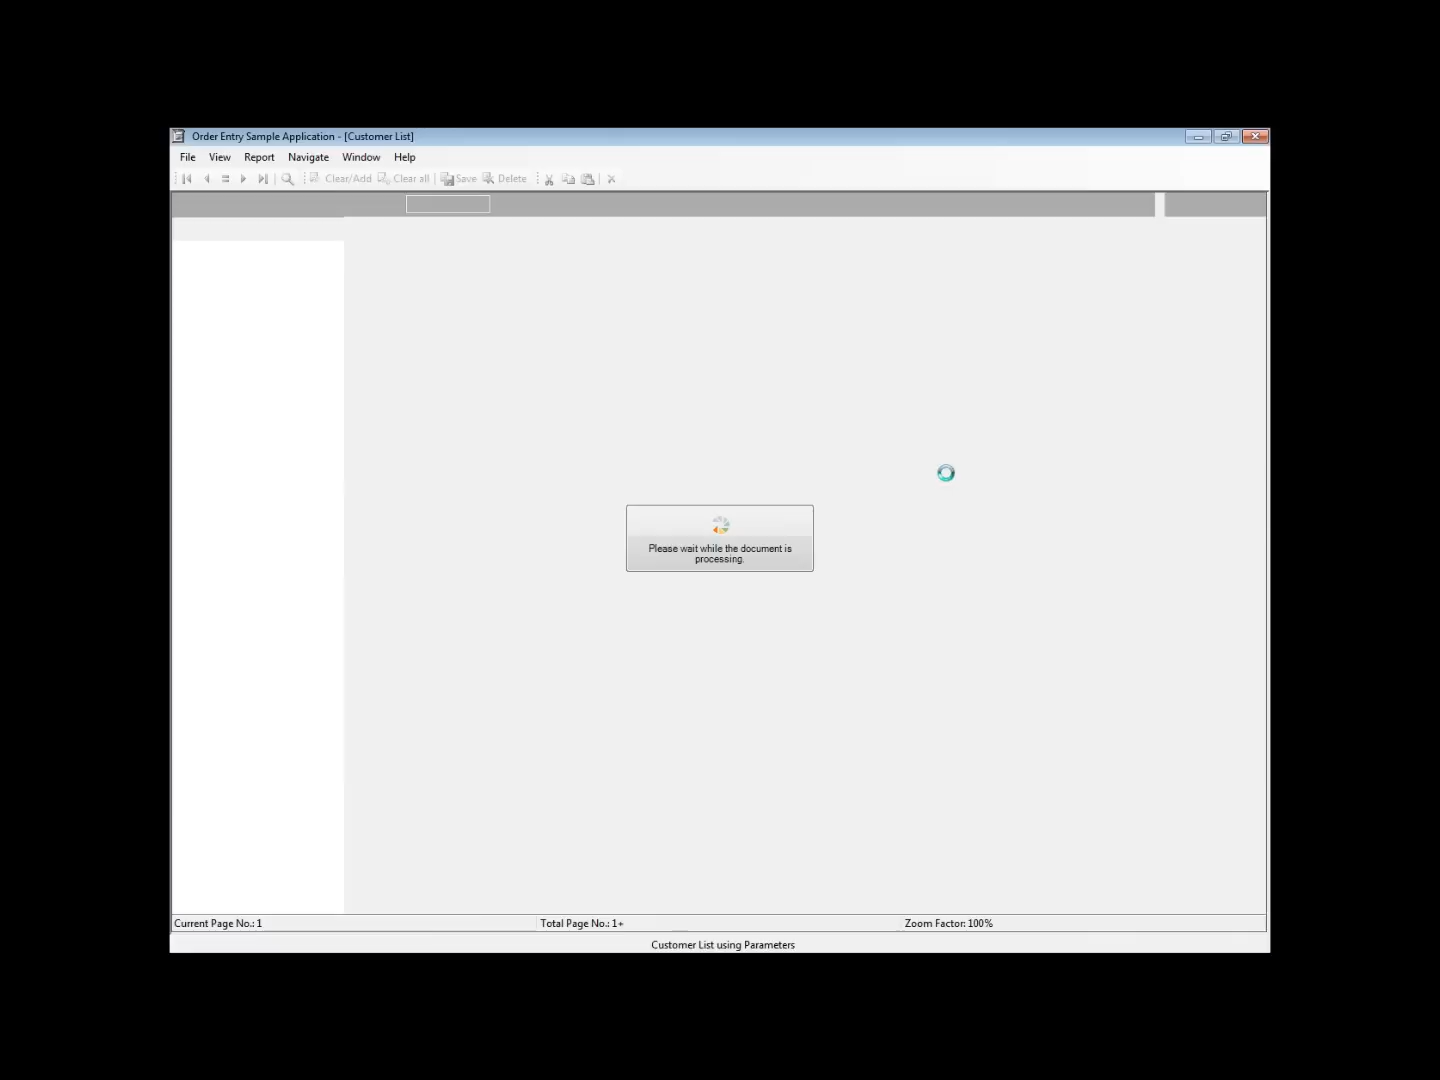 Order Entry Sample Application - [Customer List]
File View Report Navigate Window Help
Clear/Add Clear all Save Delete
Please wait while the document is
processing.
Current Page No.: 1 Total Page No.: 1+ Zoom Factor: 100%
Customer List using Parameters